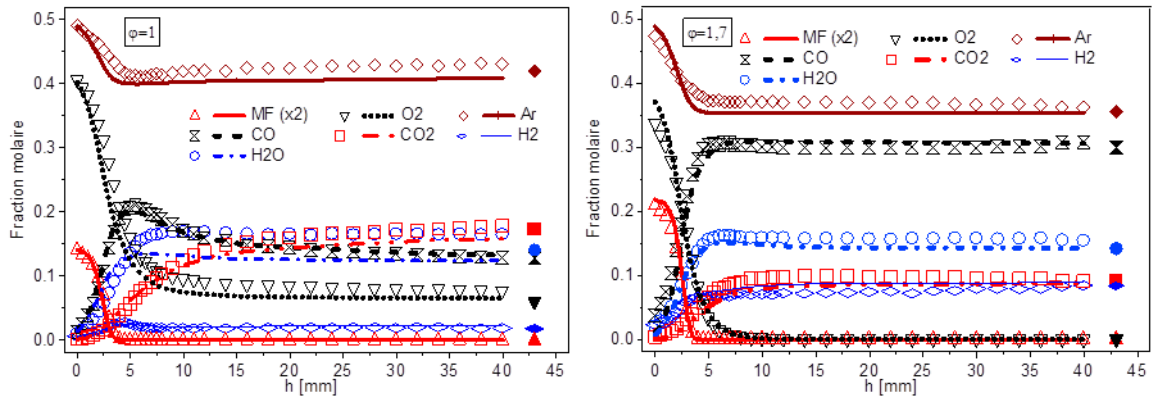 φ=1
MF (x2) O2 Ar
CO CO2 H2
H2O
Fraction molaire
0.5
0.4
0.3
0.2
0.1
0.0
0 5 10 15 20 25 30 35 40 45
h [mm]
φ=1,7
MF (x2) O2 Ar
CO CO2 H2
H2O
Fraction molaire
0.5
0.4
0.3
0.2
0.1
0.0
0 5 10 15 20 25 30 35 40 45
h [mm]